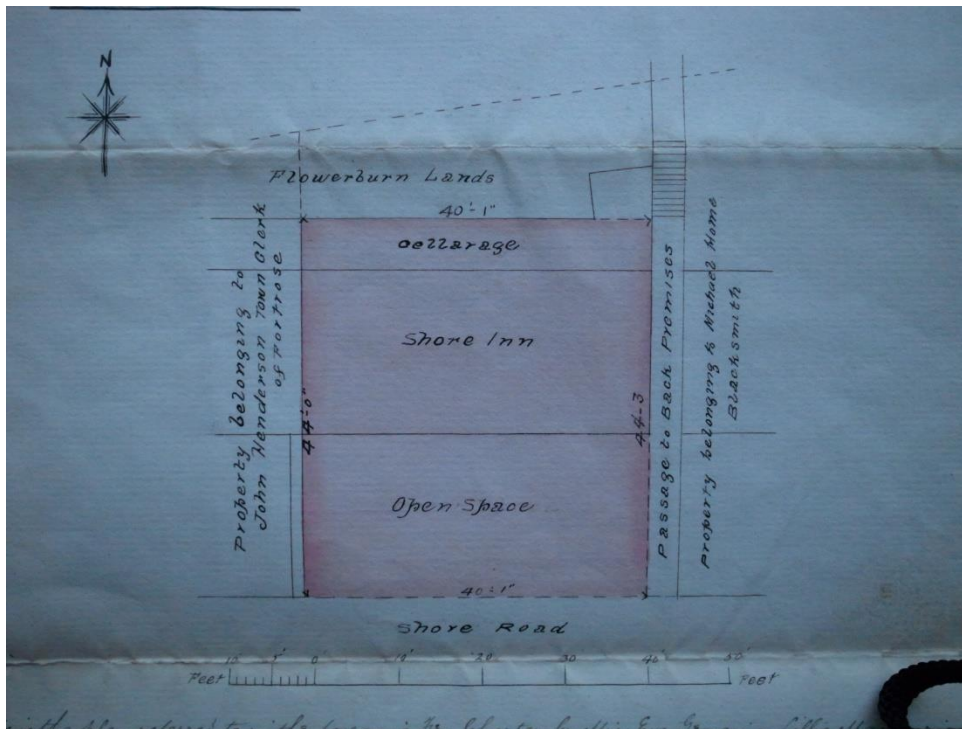 N
Flowerburn Lands
40'-1"
Cellarage
Shore Inn
44'-0"
44-3
Open Space
40'-1"
Property belonging to
John Henderson Town Clerk
of Fortrose
Passage to Back Premises
Property belonging to Michael Home
Blacksmith
Shore Road
10 5' 0' 10' 20 30 40' 50'
Feet Feet